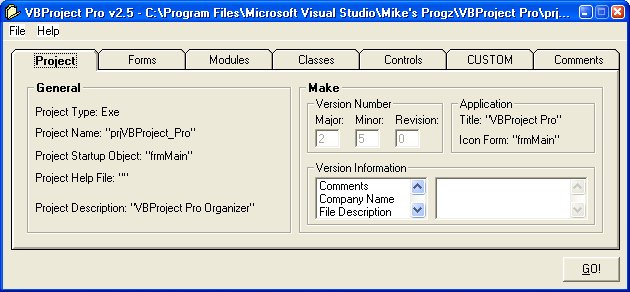 VBProject Pro v2.5 - C:\Program Files\Microsoft Visual Studio\Mike's Progz\VBProject Pro\prj...
File Help
Project Forms Modules Classes Controls CUSTOM Comments
General
Project Type: Exe
Project Name: "prjVBProject_Pro"
Project Startup Object: "frmMain"
Project Help File: ""
Project Description: "VBProject Pro Organizer"
Make
Version Number
Major: Minor: Revision:
2 5 0
Application
Title: "VBProject Pro"
Icon Form: "frmMain"
Version Information
Comments
Company Name
File Description
GO!